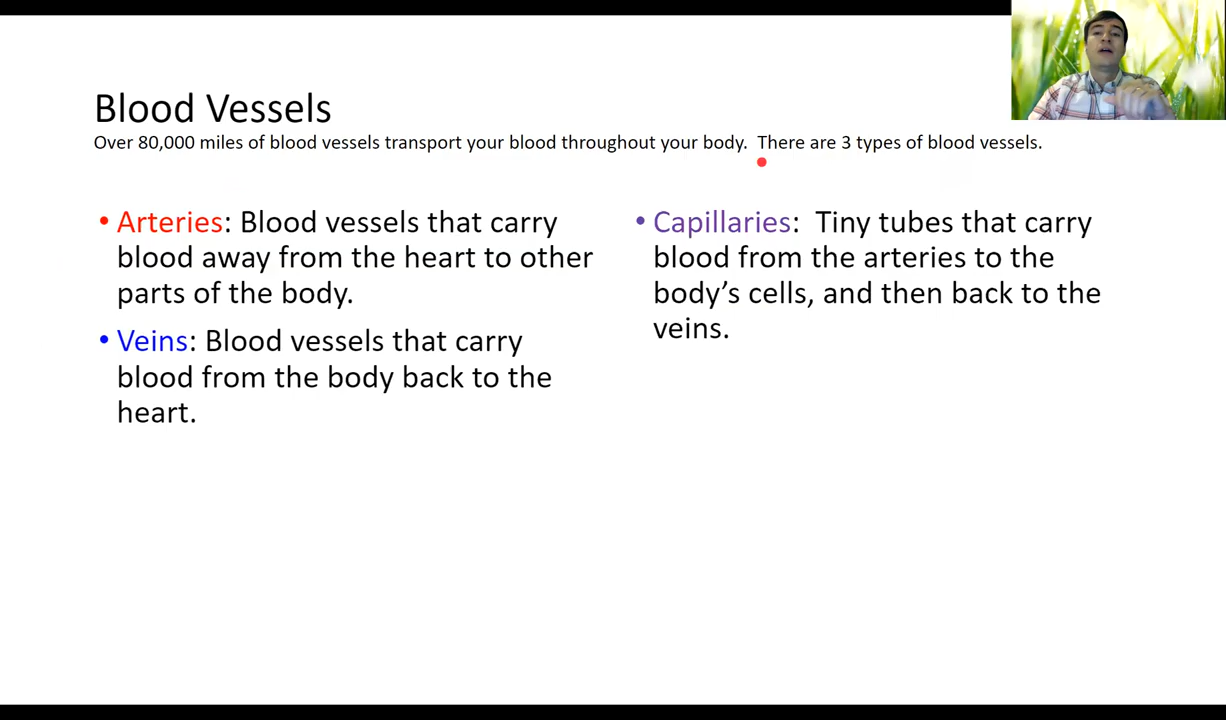 Blood Vessels
Over 80,000 miles of blood vessels transport your blood throughout your body.  There are 3 types of blood vessels.
• Arteries: Blood vessels that carry
blood away from the heart to other
parts of the body.
• Veins: Blood vessels that carry
blood from the body back to the
heart.
• Capillaries:  Tiny tubes that carry
blood from the arteries to the
body’s cells, and then back to the
veins.